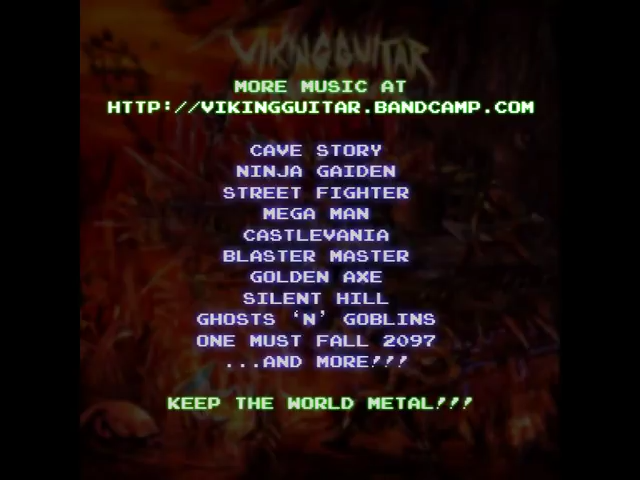 VIKINGGUITAR
MORE MUSIC AT
HTTP://VIKINGGUITAR.BANDCAMP.COM
CAVE STORY
NINJA GAIDEN
STREET FIGHTER
MEGA MAN
CASTLEVANIA
BLASTER MASTER
GOLDEN AXE
SILENT HILL
GHOSTS ‘N’ GOBLINS
ONE MUST FALL 2097
...AND MORE!!!
KEEP THE WORLD METAL!!!